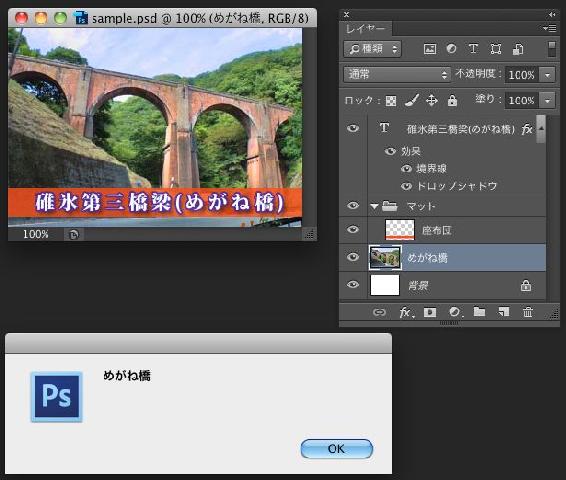 sample.psd @ 100% (めがね橋, RGB/8)
碓氷第三橋梁(めがね橋)
100%
レイヤー
種類
T
通常
不透明度:
100%
ロック:
塗り:
100%
T
碓氷第三橋梁(めがね橋)
fx
効果
境界線
ドロップシャドウ
マット
座布団
めがね橋
背景
fx.
Ps
めがね橋
OK